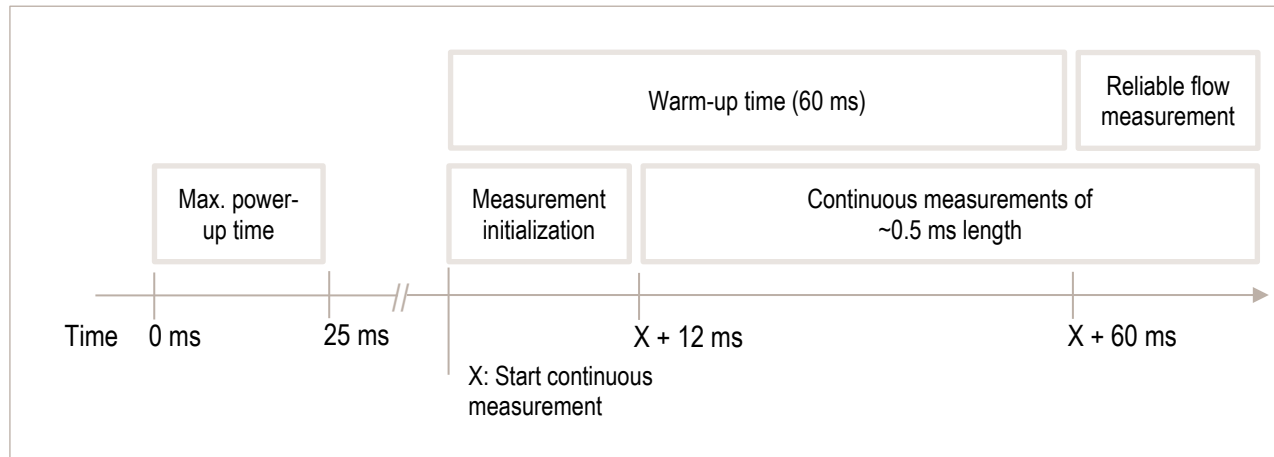 Warm-up time (60 ms)
Reliable flow
measurement
Max. power-
up time
Measurement
initialization
Continuous measurements of
~0.5 ms length
Time
0 ms
25 ms
X + 12 ms
X + 60 ms
X: Start continuous
measurement